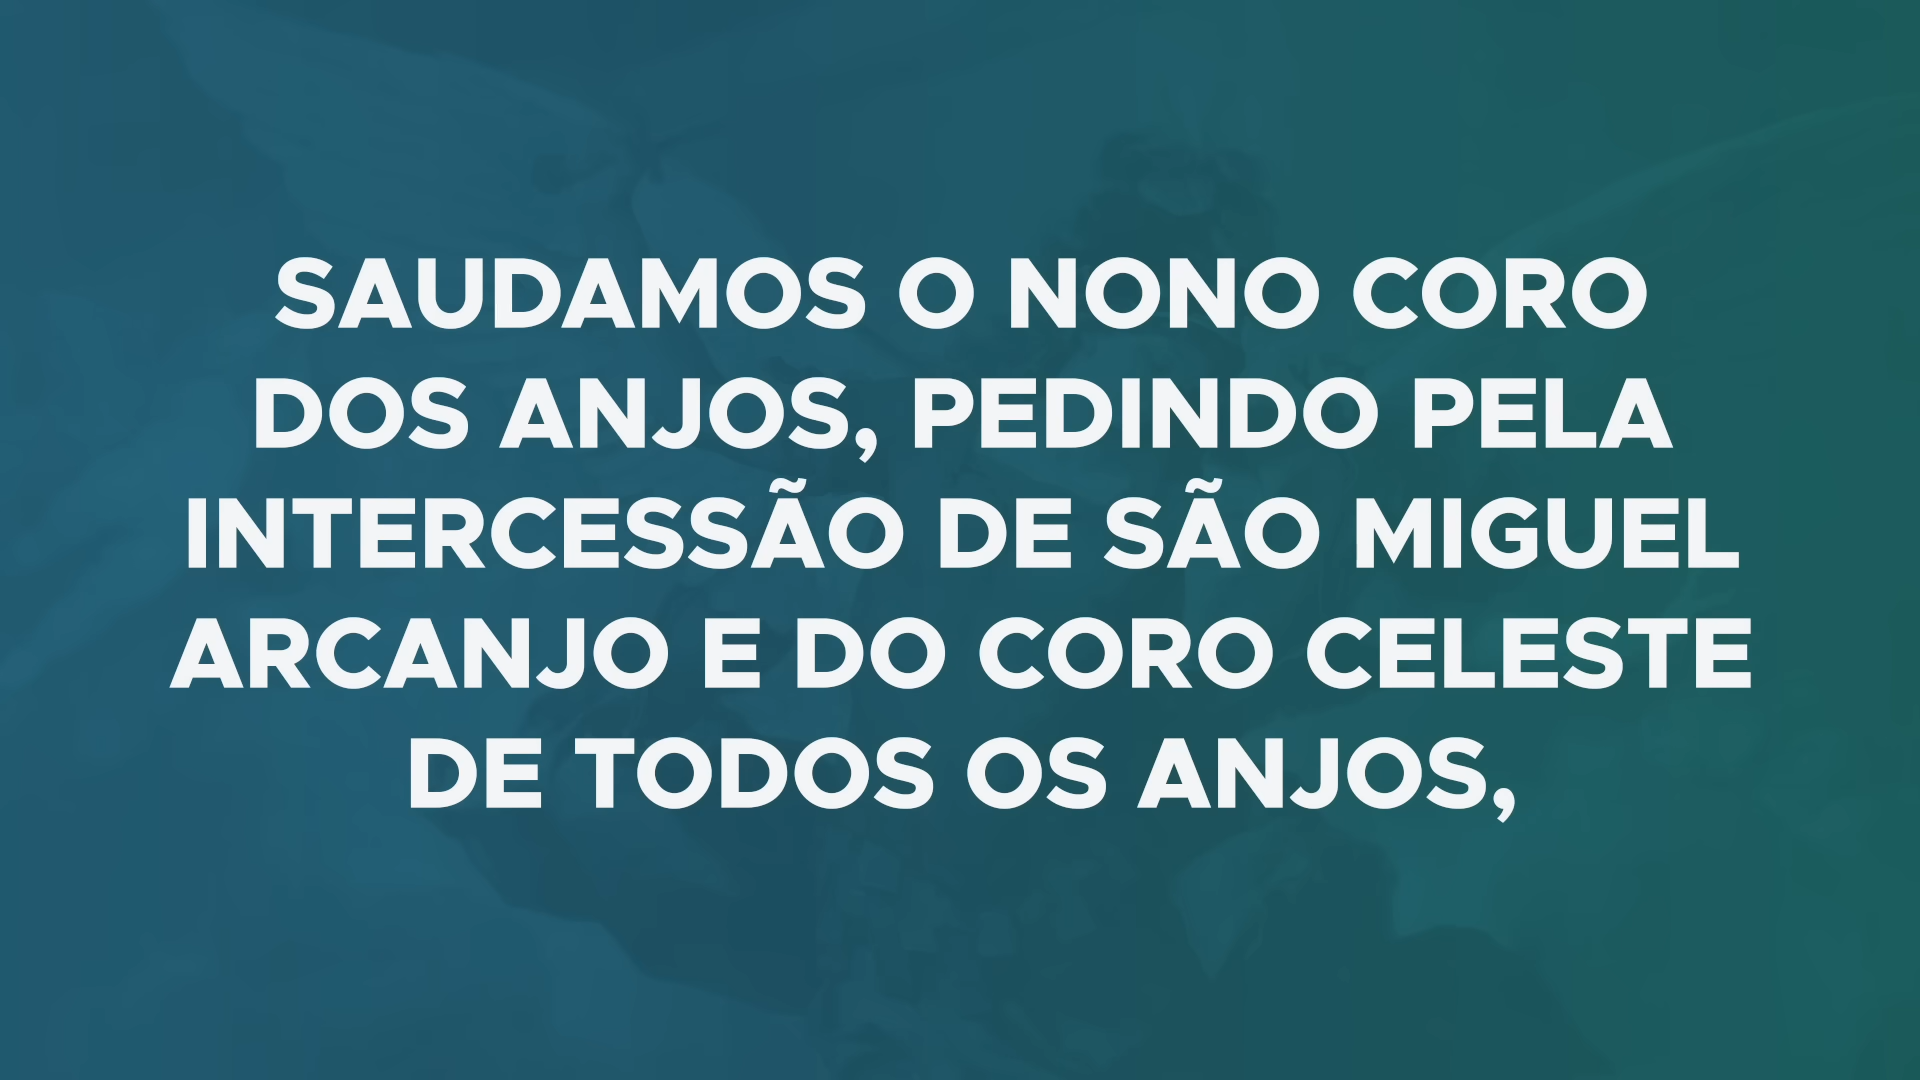 SAUDAMOS O NONO CORO
DOS ANJOS, PEDINDO PELA
INTERCESSÃO DE SÃO MIGUEL
ARCANJO E DO CORO CELESTE
DE TODOS OS ANJOS,